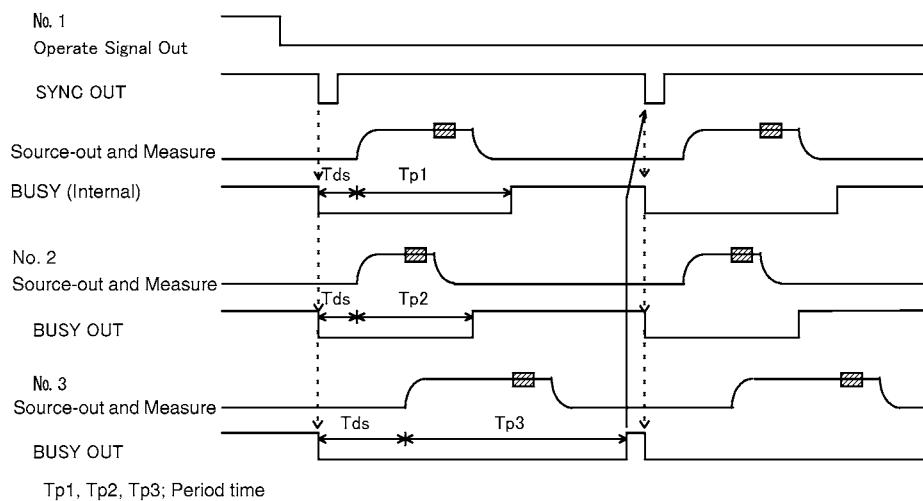 No. 1
Operate Signal Out
SYNC OUT
Source-out and Measure
Tds Tp1
BUSY (Internal)
No. 2
Source-out and Measure
Tds Tp2
BUSY OUT
No. 3
Source-out and Measure
Tds Tp3
BUSY OUT
Tp1, Tp2, Tp3; Period time